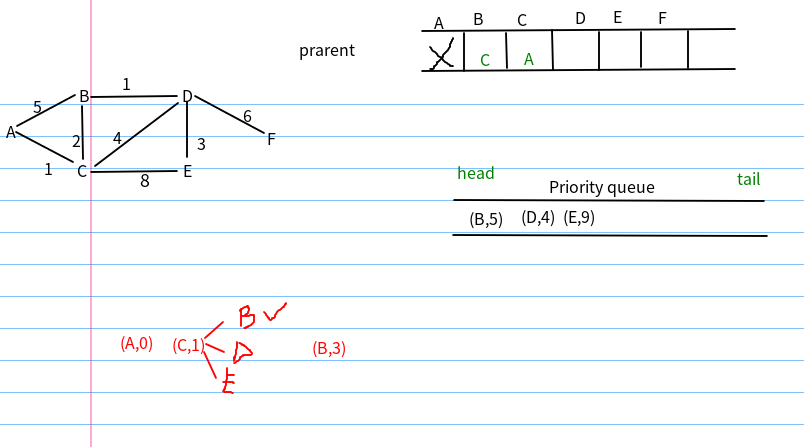 A B C D E F
prarent
C A
1
B D
5 6
A 2 4 3 F
1 C E
8
head
Priority queue
tail
(B,5) (D,4) (E,9)
B
(A,0) (C,1) D (B,3)
E